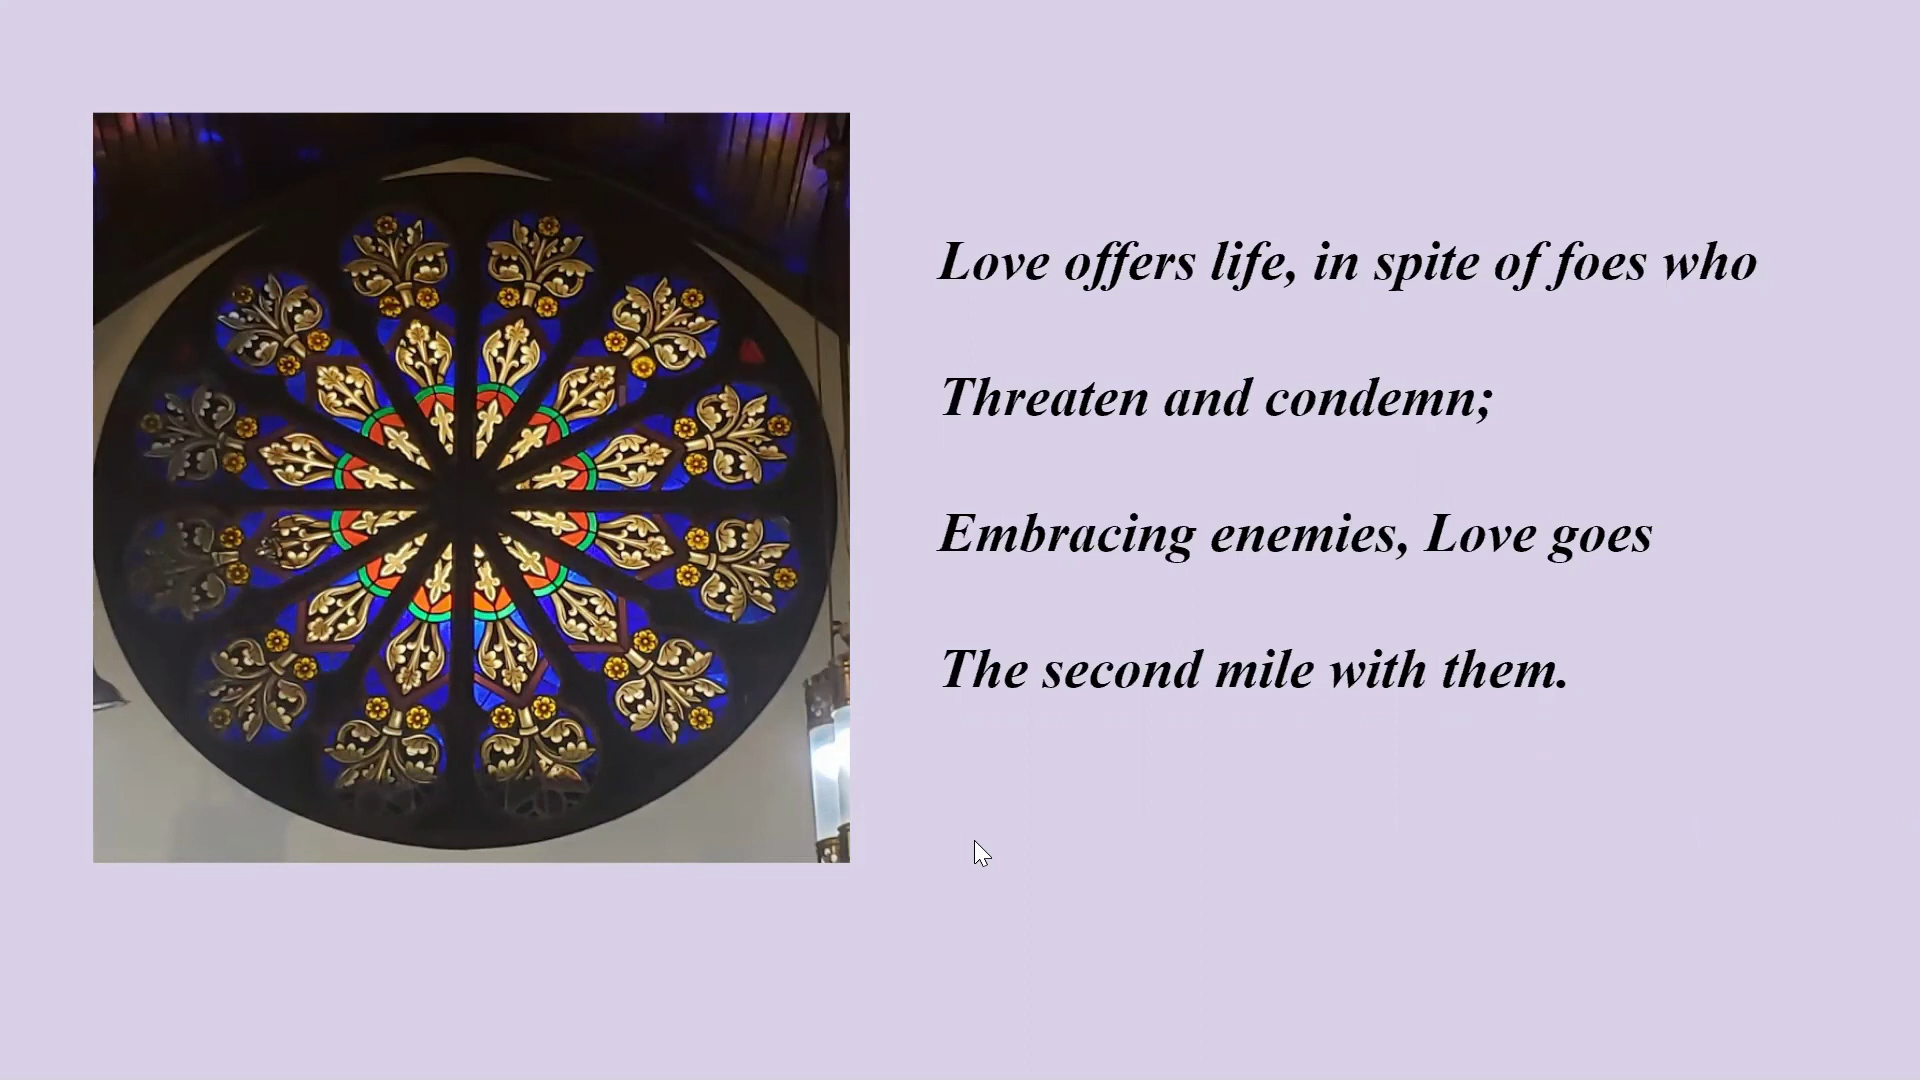 Love offers life, in spite of foes who
Threaten and condemn;
Embracing enemies, Love goes
The second mile with them.